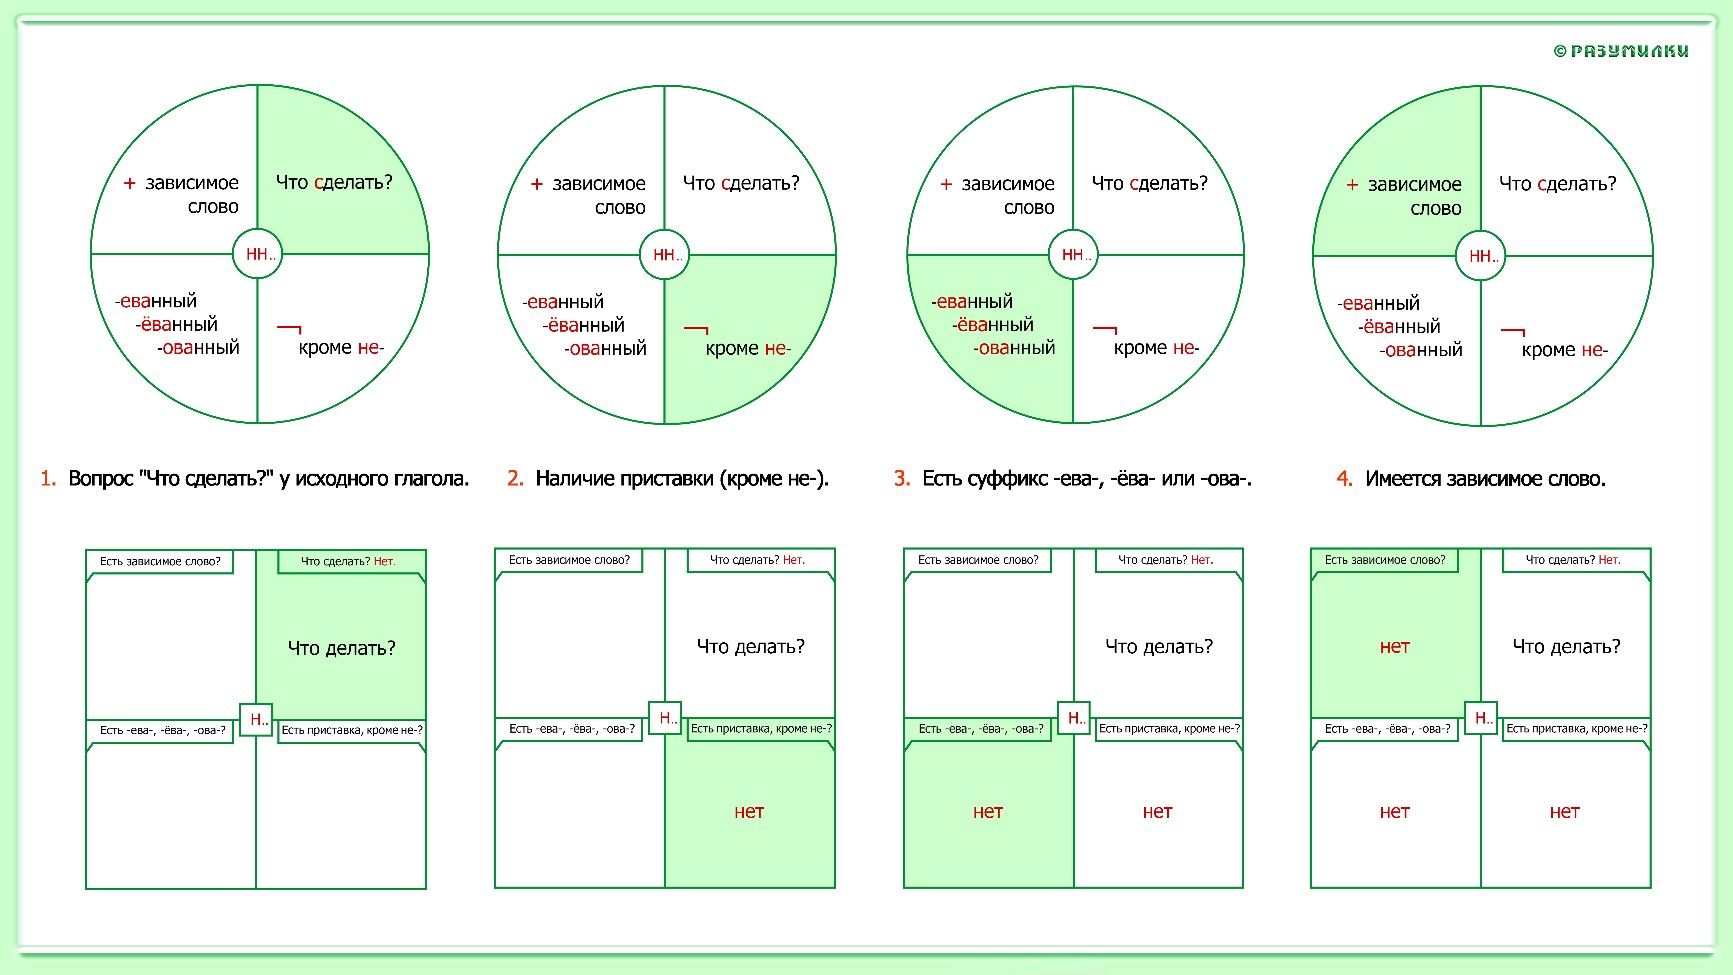 © РАЗУМИЛКИ
+ зависимое
слово
Что сделать?
НН..
-еванный
-ёванный
-ованный
кроме не-
+ зависимое
слово
Что сделать?
НН..
-еванный
-ёванный
-ованный
кроме не-
+ зависимое
слово
Что сделать?
НН..
-еванный
-ёванный
-ованный
кроме не-
+ зависимое
слово
Что сделать?
НН..
-еванный
-ёванный
-ованный
кроме не-
1. Вопрос "Что сделать?" у исходного глагола.
2. Наличие приставки (кроме не-).
3. Есть суффикс -ева-, -ёва- или -ова-.
4. Имеется зависимое слово.
Есть зависимое слово?
Что сделать? Нет.
Что делать?
Н..
Есть -ева-, -ёва-, -ова-?
Есть приставка, кроме не-?
Есть зависимое слово?
Что сделать? Нет.
Что делать?
Н..
Есть -ева-, -ёва-, -ова-?
Есть приставка, кроме не-?
нет
Есть зависимое слово?
Что сделать? Нет.
Что делать?
Н..
Есть -ева-, -ёва-, -ова-?
Есть приставка, кроме не-?
нет
нет
Есть зависимое слово?
Что сделать? Нет.
нет
Что делать?
Н..
Есть -ева-, -ёва-, -ова-?
Есть приставка, кроме не-?
нет
нет